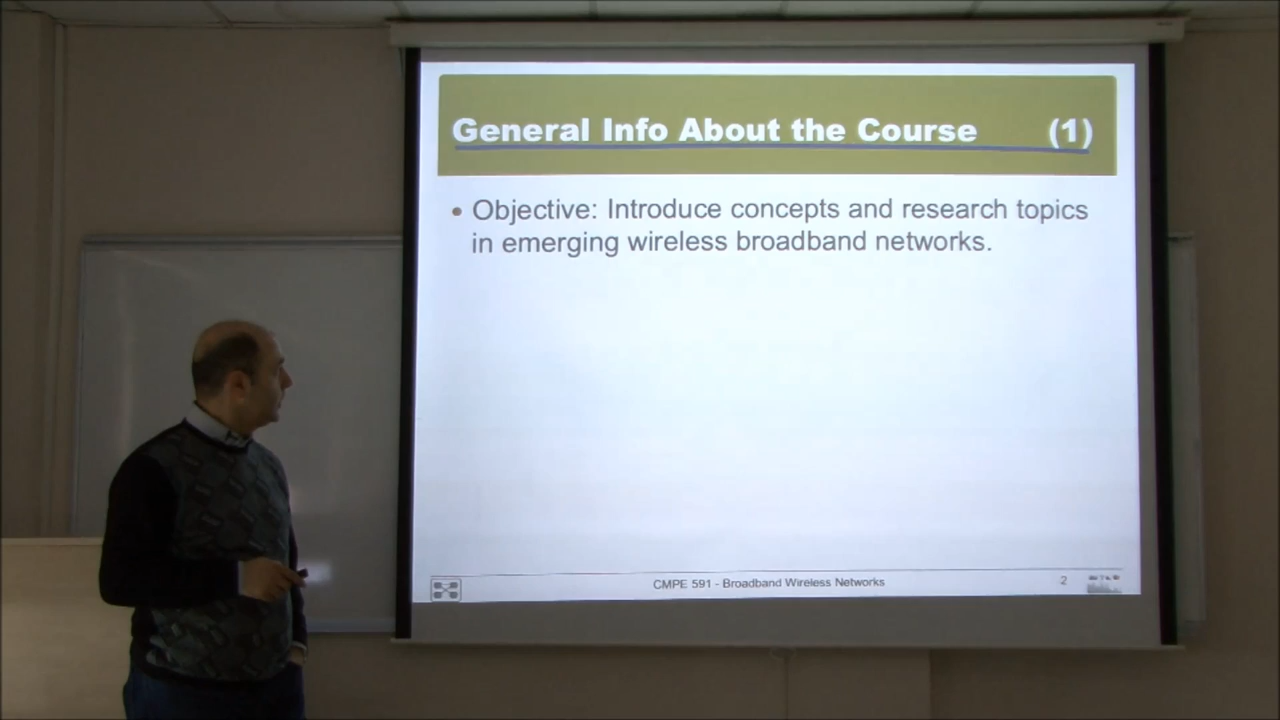 General Info About the Course (1)
• Objective: Introduce concepts and research topics
in emerging wireless broadband networks.
CMPE 591 - Broadband Wireless Networks 2